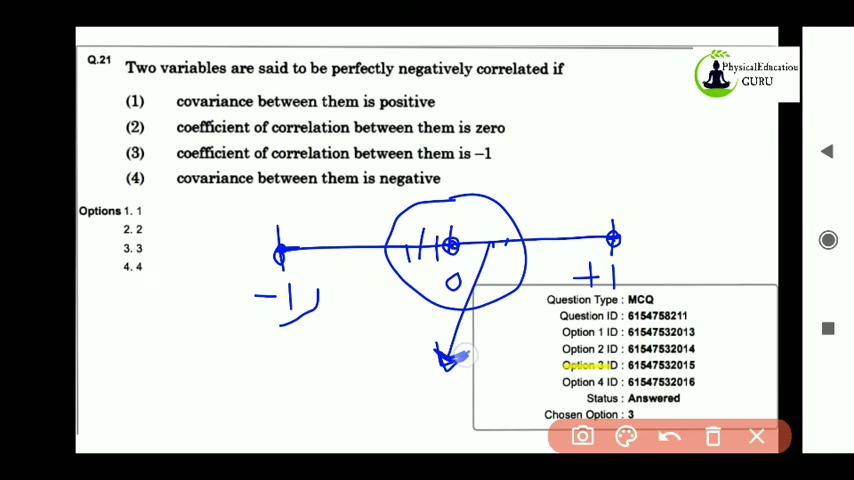 Q.21 Two variables are said to be perfectly negatively correlated if
PhysicalEducation
GURU
(1) covariance between them is positive
(2) coefficient of correlation between them is zero
(3) coefficient of correlation between them is –1
(4) covariance between them is negative
Options 1. 1
2. 2
3. 3
4. 4
-1 0 +1
Question Type : MCQ
Question ID : 6154758211
Option 1 ID : 61547532013
Option 2 ID : 61547532014
Option 3 ID : 61547532015
Option 4 ID : 61547532016
Status : Answered
Chosen Option : 3